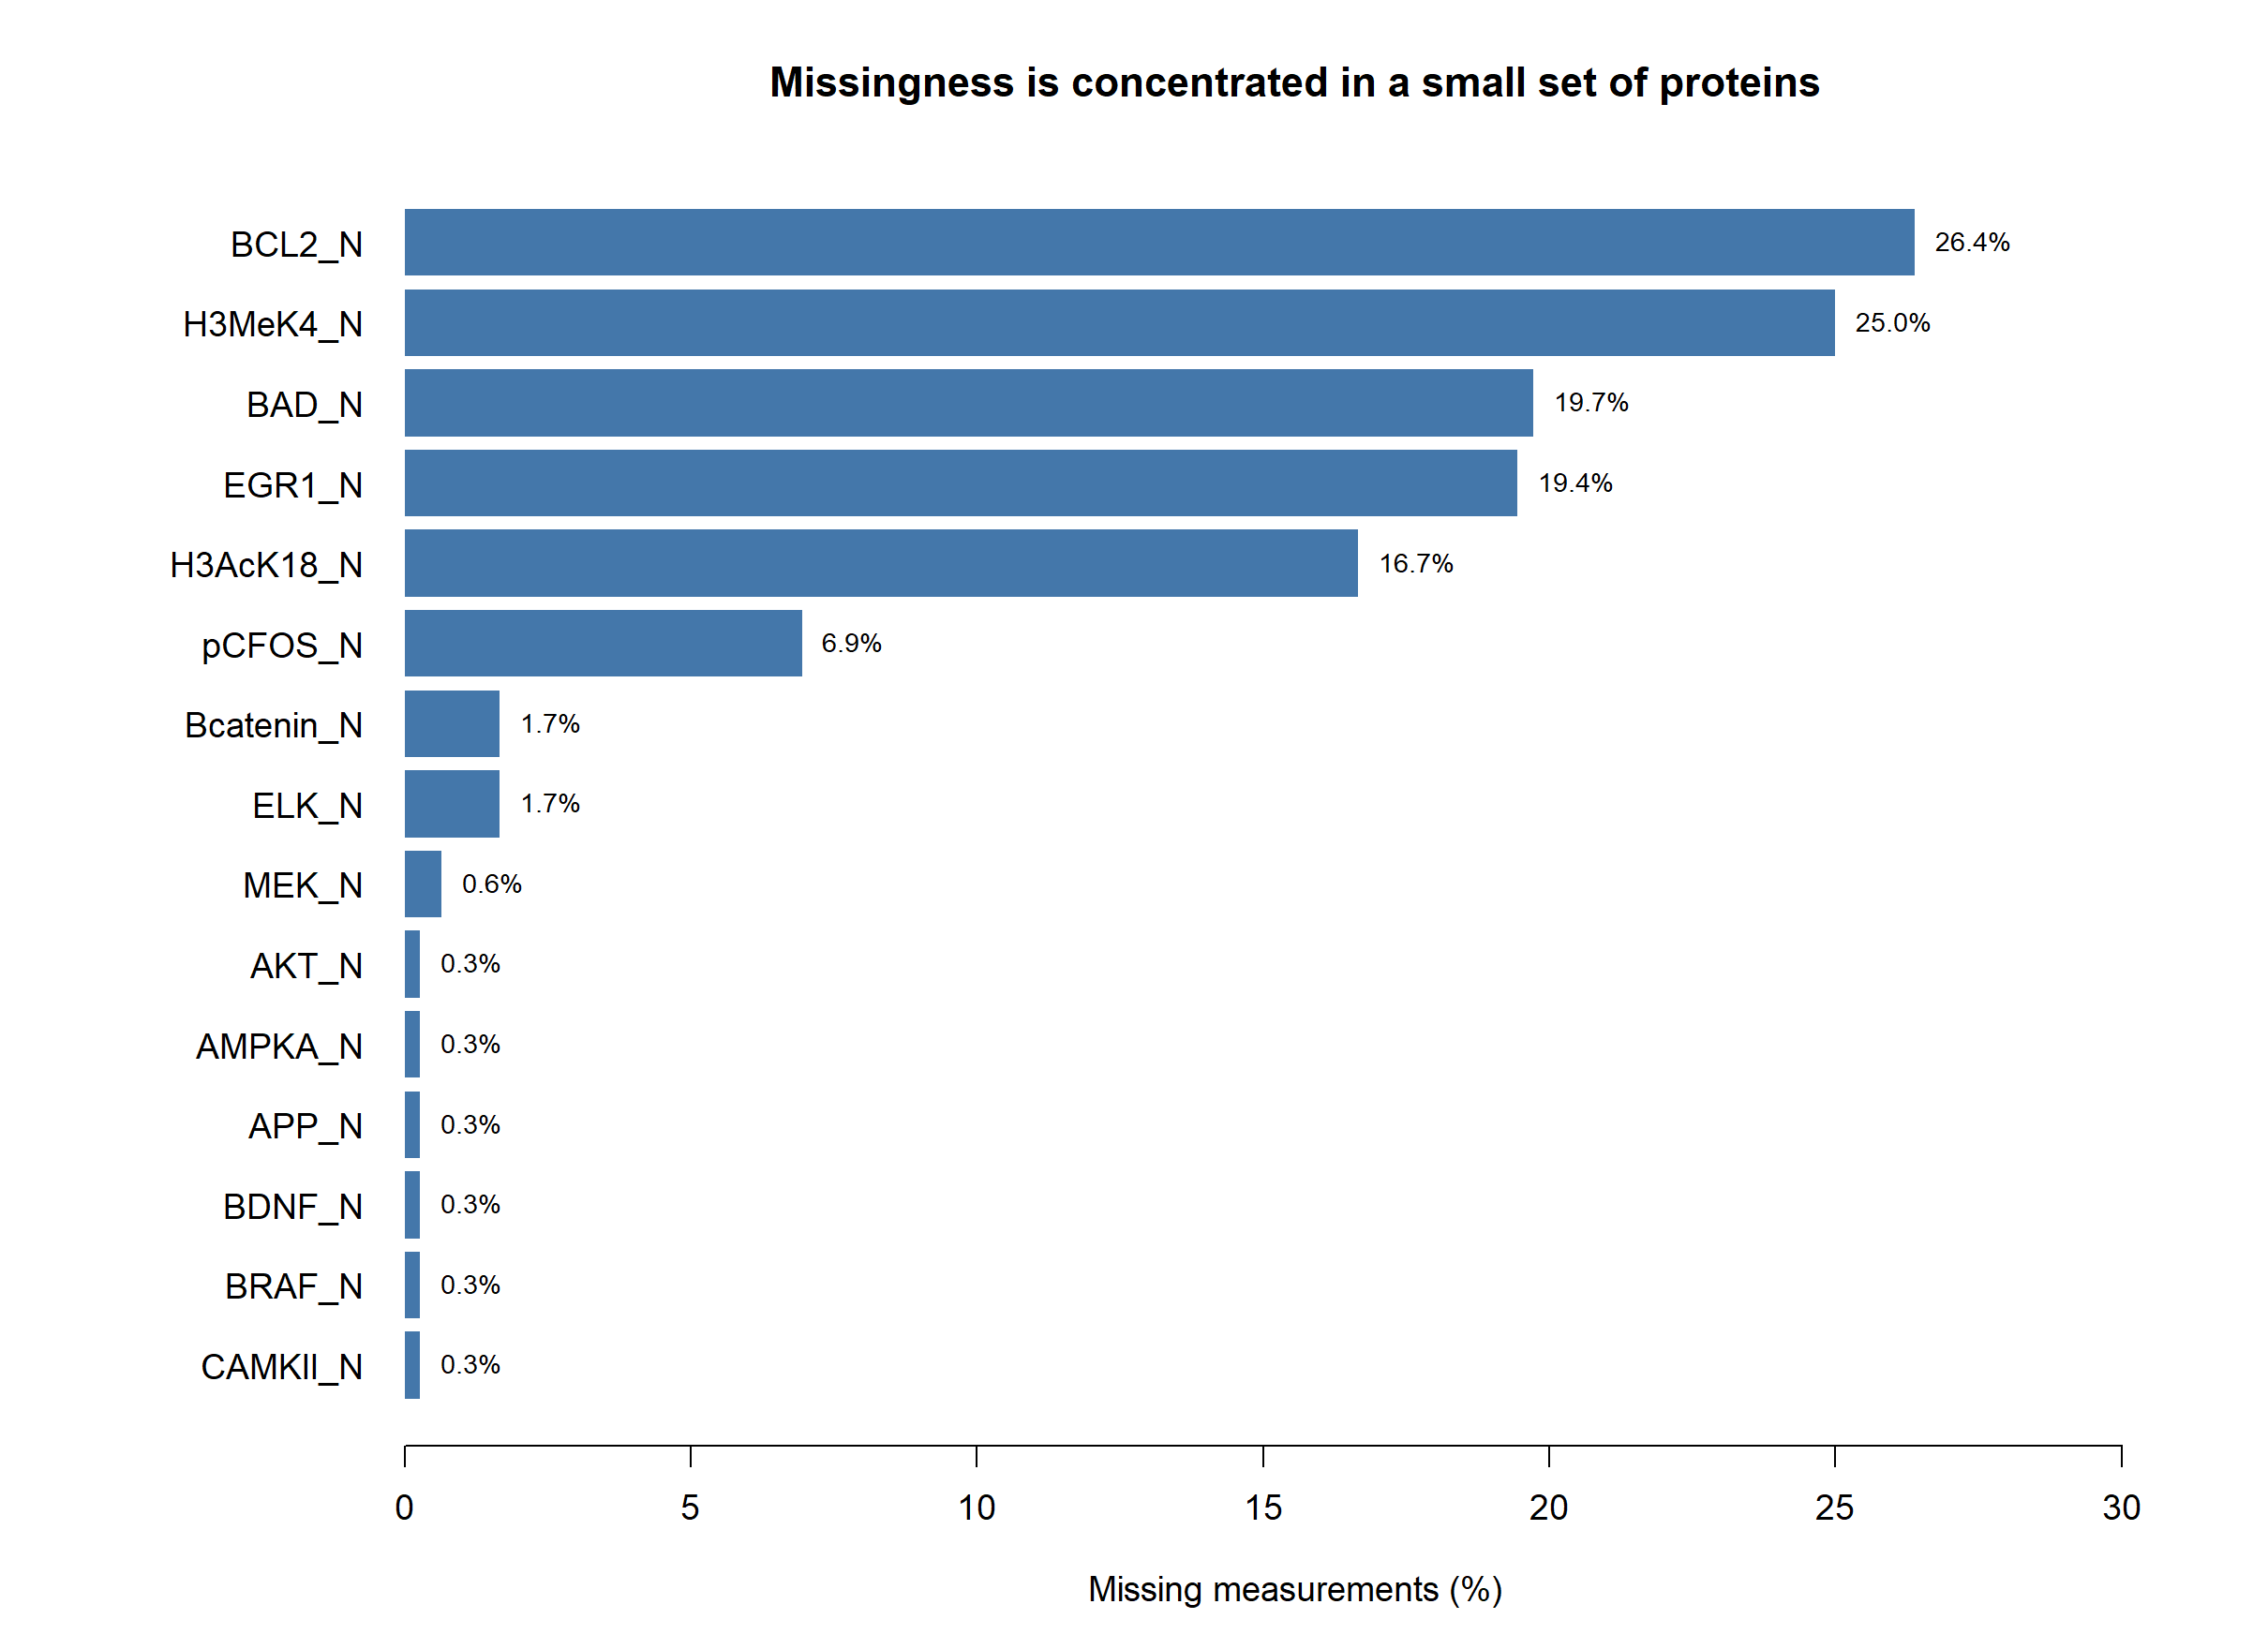 Missingness is concentrated in a small set of proteins
BCL2_N 26.4%
H3MeK4_N 25.0%
BAD_N 19.7%
EGR1_N 19.4%
H3AcK18_N 16.7%
pCFOS_N 6.9%
Bcatenin_N 1.7%
ELK_N 1.7%
MEK_N 0.6%
AKT_N 0.3%
AMPKA_N 0.3%
APP_N 0.3%
BDNF_N 0.3%
BRAF_N 0.3%
CAMKII_N 0.3%
0 5 10 15 20 25 30
Missing measurements (%)